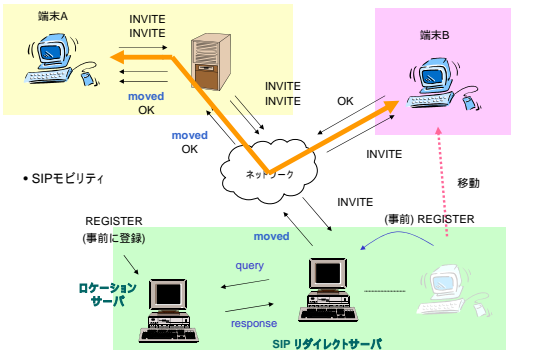 端末A
INVITE
INVITE
moved
OK
moved
OK
INVITE
INVITE
端末B
OK
INVITE
ネットワーク
• SIPモビリティ
移動
INVITE
REGISTER
(事前に登録)
moved
(事前) REGISTER
query
ロケーション
サーバ
response
SIP リダイレクトサーバ